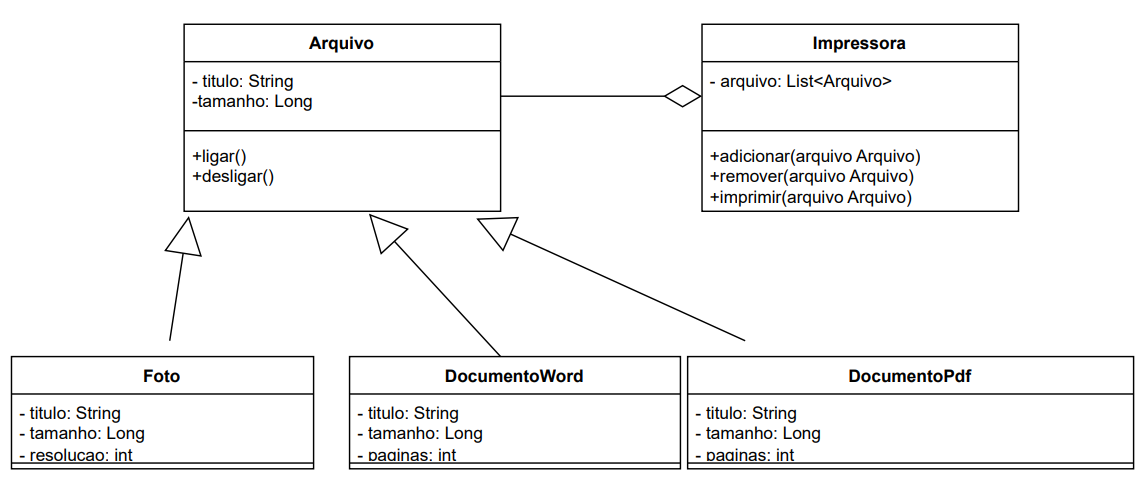 Arquivo
- titulo: String
-tamanho: Long
+ligar()
+desligar()
Impressora
- arquivo: List<Arquivo>
+adicionar(arquivo Arquivo)
+remover(arquivo Arquivo)
+imprimir(arquivo Arquivo)
Foto
- titulo: String
- tamanho: Long
- resolucao: int
DocumentoWord
- titulo: String
- tamanho: Long
- paginas: int
DocumentoPdf
- titulo: String
- tamanho: Long
- paginas: int